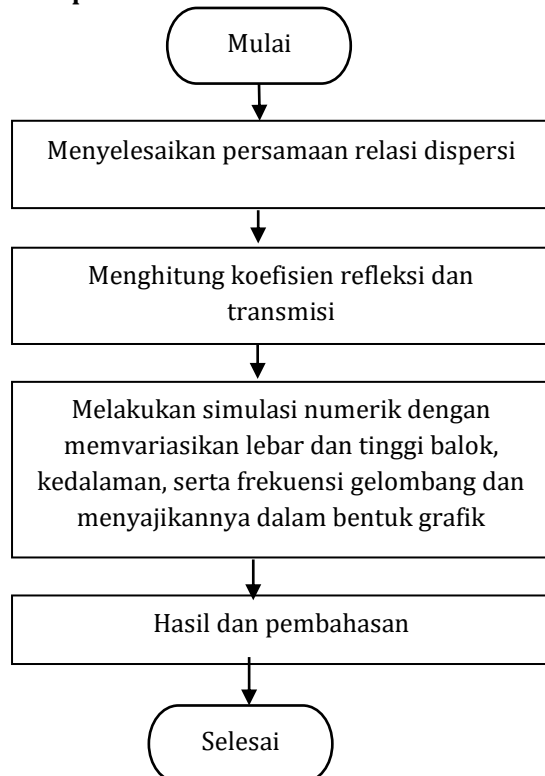 Mulai
Menyelesaikan persamaan relasi dispersi
Menghitung koefisien refleksi dan
transmisi
Melakukan simulasi numerik dengan
memvariasikan lebar dan tinggi balok,
kedalaman, serta frekuensi gelombang dan
menyajikannya dalam bentuk grafik
Hasil dan pembahasan
Selesai